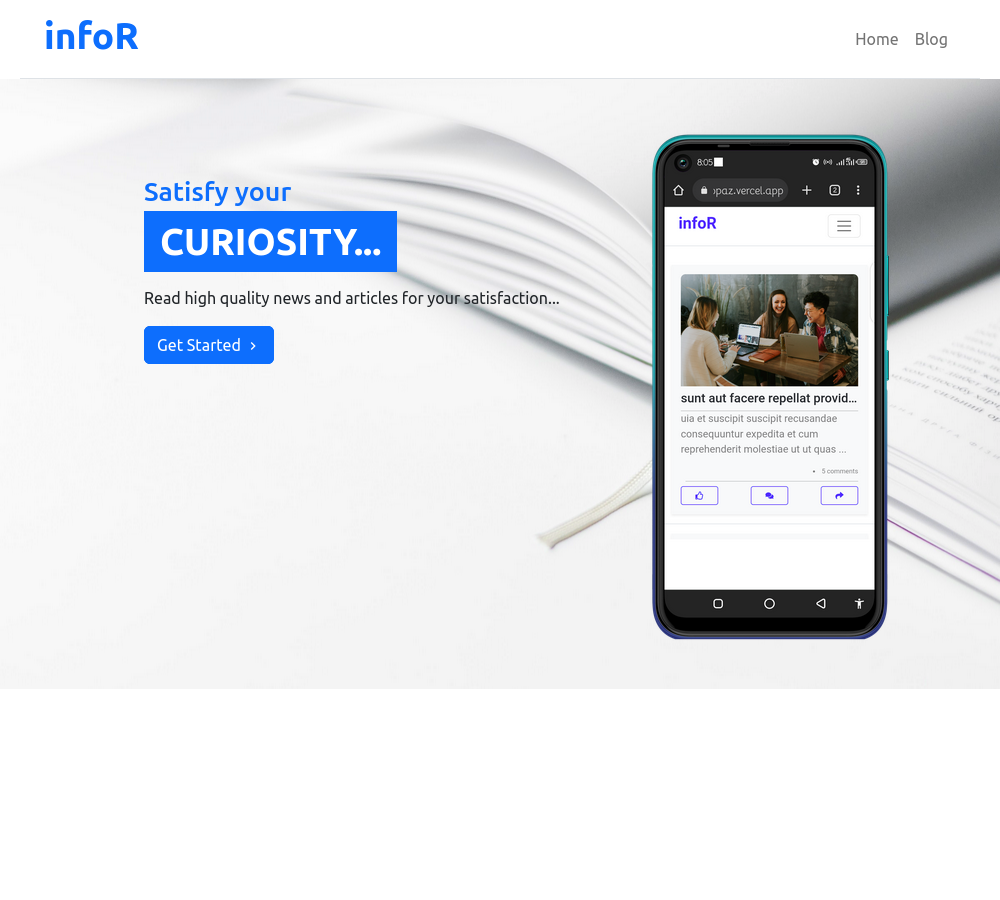 infoR
Home Blog
Satisfy your
CURIOSITY...
Read high quality news and articles for your satisfaction...
Get Started
8:05
opaz.vercel.app
2
infoR
sunt aut facere repellat provid...
uia et suscipit suscipit recusandae
consequuntur expedita et cum
reprehenderit molestiae ut ut quas ...
• 5 comments